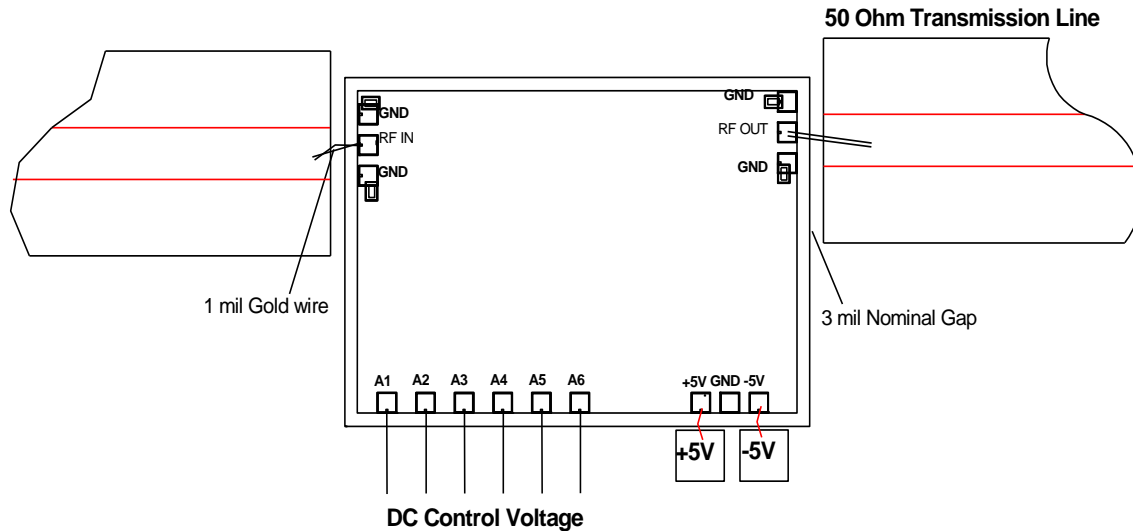 50 Ohm Transmission Line
GND
GND
RF IN
RF OUT
GND
GND
1 mil Gold wire
3 mil Nominal Gap
A1 A2 A3 A4 A5 A6 +5V GND -5V
+5V -5V
DC Control Voltage